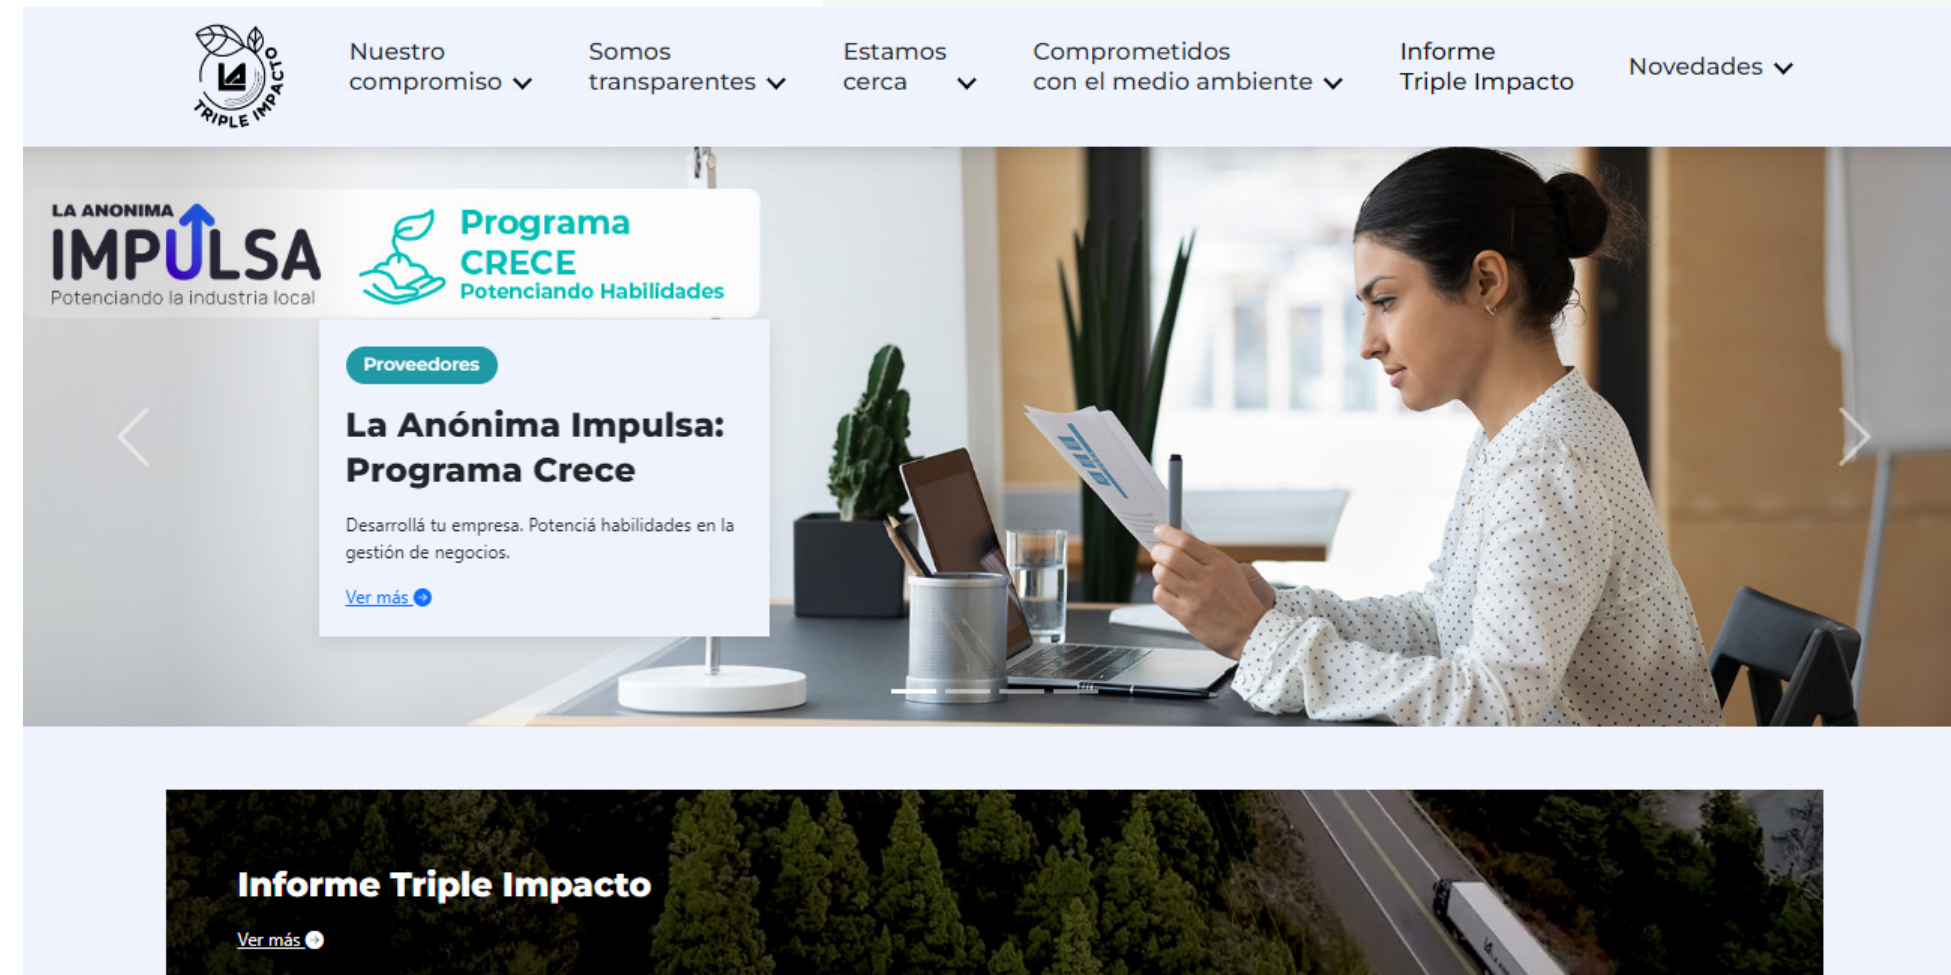 TRIPLE IMPACTO
LA
Nuestro
compromiso
Somos
transparentes
Estamos
cerca
Comprometidos
con el medio ambiente
Informe
Triple Impacto
Novedades
LA ANONIMA
IMPULSA
Potenciando la industria local
Programa
CRECE
Potenciando Habilidades
Proveedores
La Anónima Impulsa:
Programa Crece
Desarrollá tu empresa. Potenciá habilidades en la
gestión de negocios.
Ver más
Informe Triple Impacto
Ver más